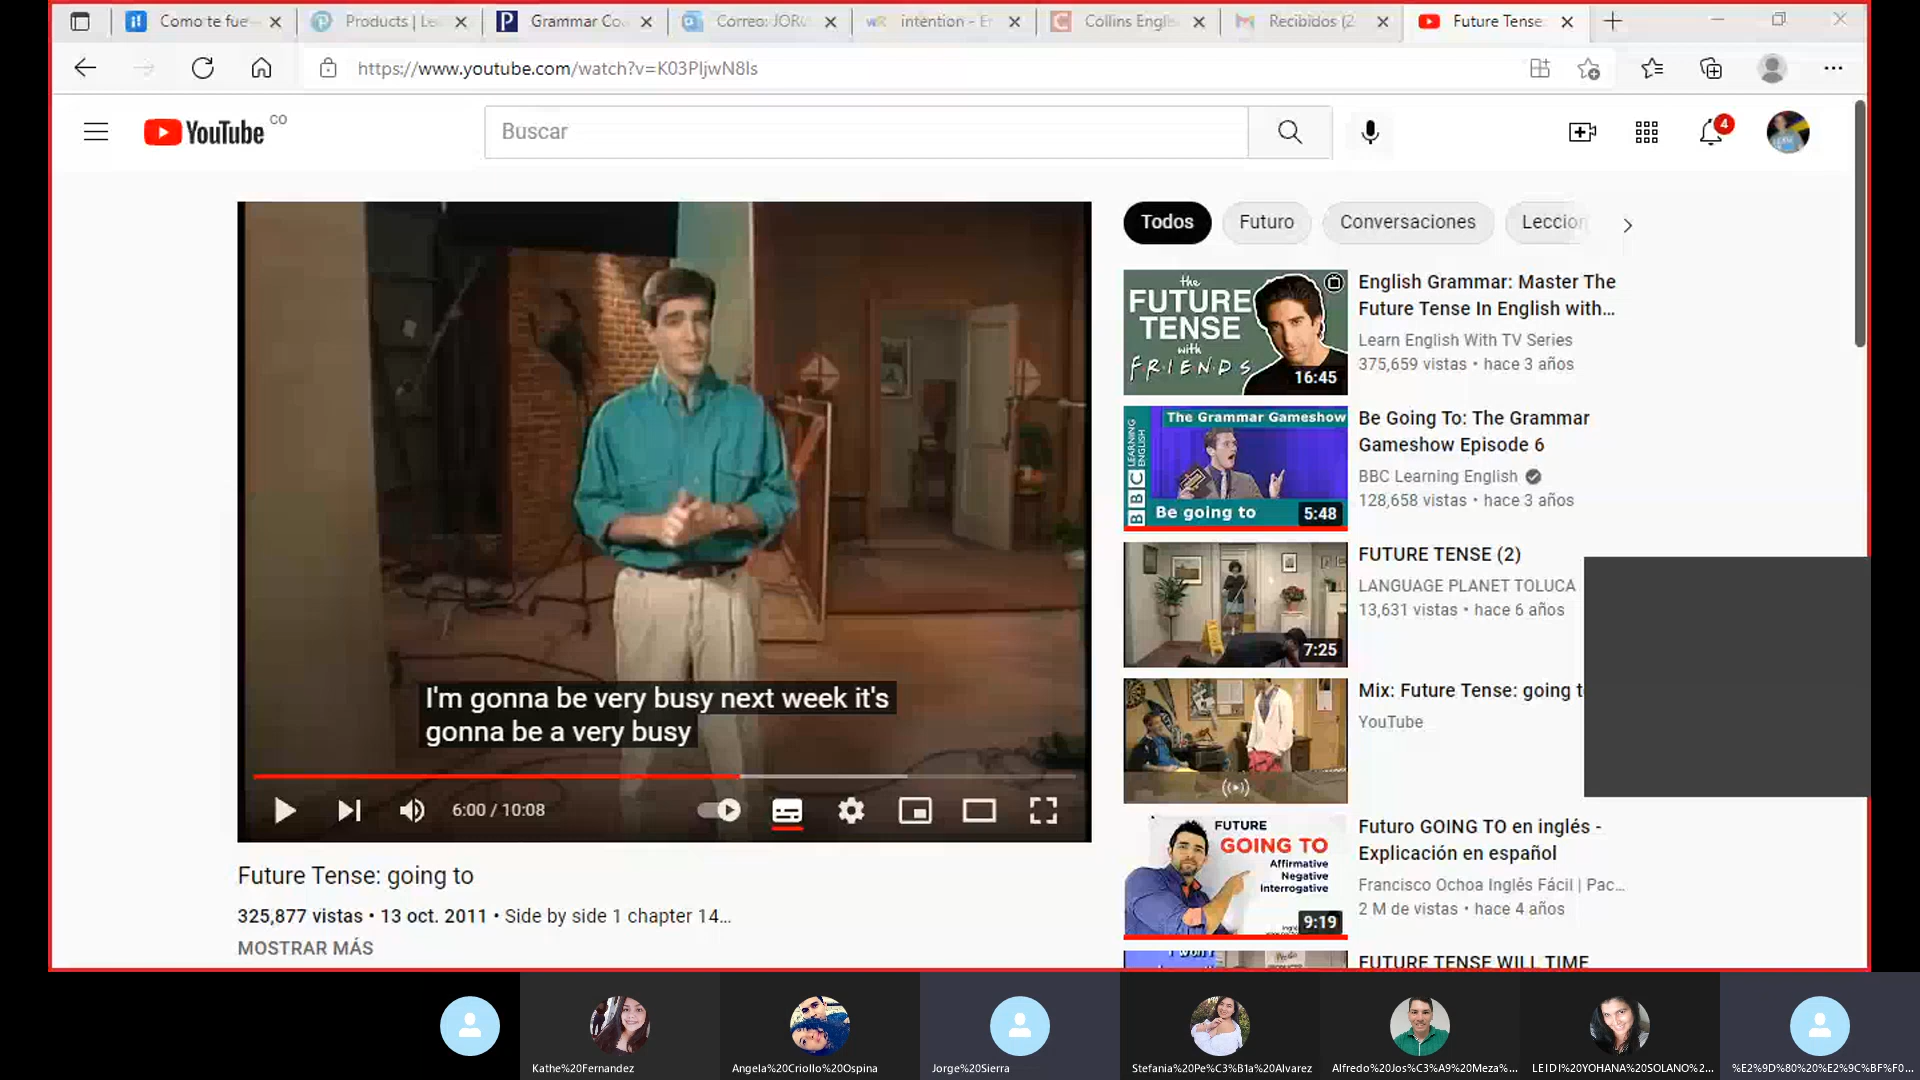 Como te fue
Products | Le
Grammar Co
Correo: JOR
intention - E
Collins Englis
Recibidos (2
Future Tense
https://www.youtube.com/watch?v=K03PljwN8ls
YouTube CO
Buscar
4
I'm gonna be very busy next week it's
gonna be a very busy
6:00 / 10:08
Future Tense: going to
325,877 vistas • 13 oct. 2011 • Side by side 1 chapter 14...
MOSTRAR MÁS
Todos
Futuro
Conversaciones
Leccion
the
FUTURE
TENSE
with
F·R·I·E·N·D·S
16:45
English Grammar: Master The
Future Tense In English with...
Learn English With TV Series
375,659 vistas • hace 3 años
The Grammar Gameshow
BBC LEARNING ENGLISH
Be going to
5:48
Be Going To: The Grammar
Gameshow Episode 6
BBC Learning English
128,658 vistas • hace 3 años
7:25
FUTURE TENSE (2)
LANGUAGE PLANET TOLUCA
13,631 vistas • hace 6 años
Mix: Future Tense: going t
YouTube
FUTURE
GOING TO
Affirmative
Negative
Interrogative
9:19
Futuro GOING TO en inglés -
Explicación en español
Francisco Ochoa Inglés Fácil | Pac...
2 M de vistas • hace 4 años
I won't
FUTURE TENSE WILL TIME
Kathe%20Fernandez
Angela%20Criollo%20Ospina
Jorge%20Sierra
Stefania%20Pe%C3%B1a%20Alvarez
Alfredo%20Jos%C3%A9%20Meza%...
LEIDI%20YOHANA%20SOLANO%2...
%E2%9D%80%20%E2%9C%BF%F0...